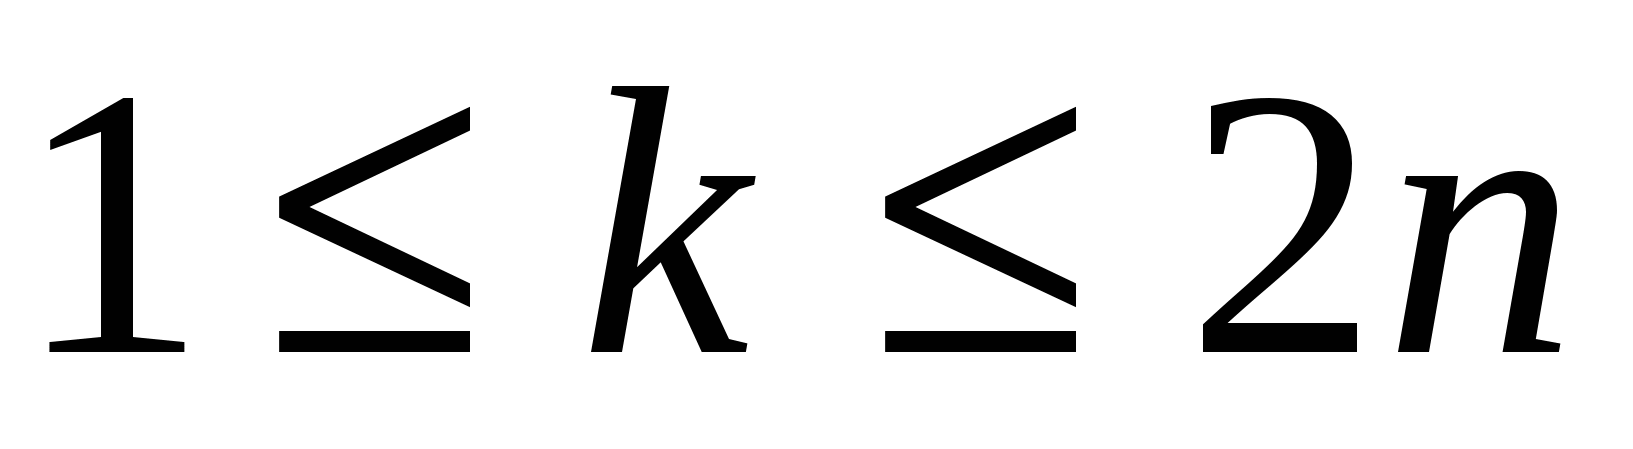 1 ≤ k ≤ 2n